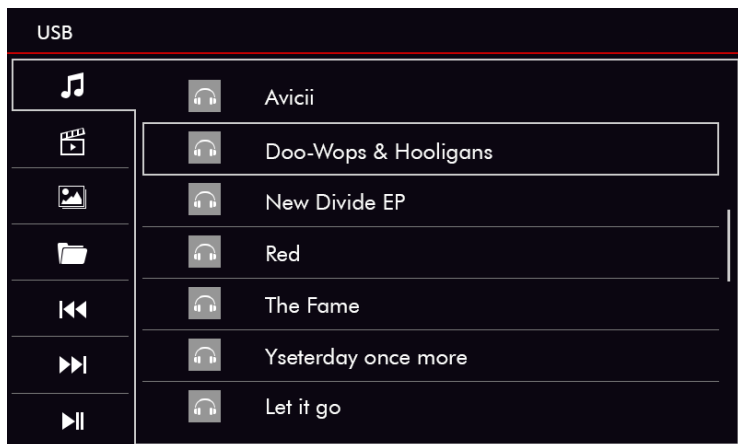 USB
Avicii
Doo-Wops & Hooligans
New Divide EP
Red
The Fame
Yseterday once more
Let it go